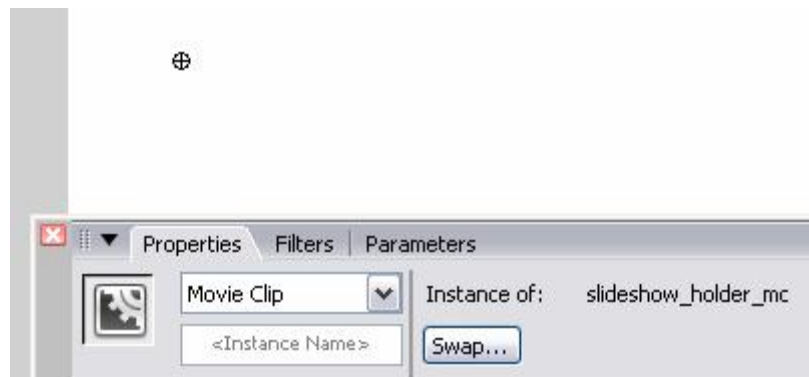 Properties Filters Parameters
Movie Clip Instance of: slideshow_holder_mc
<Instance Name> Swap...